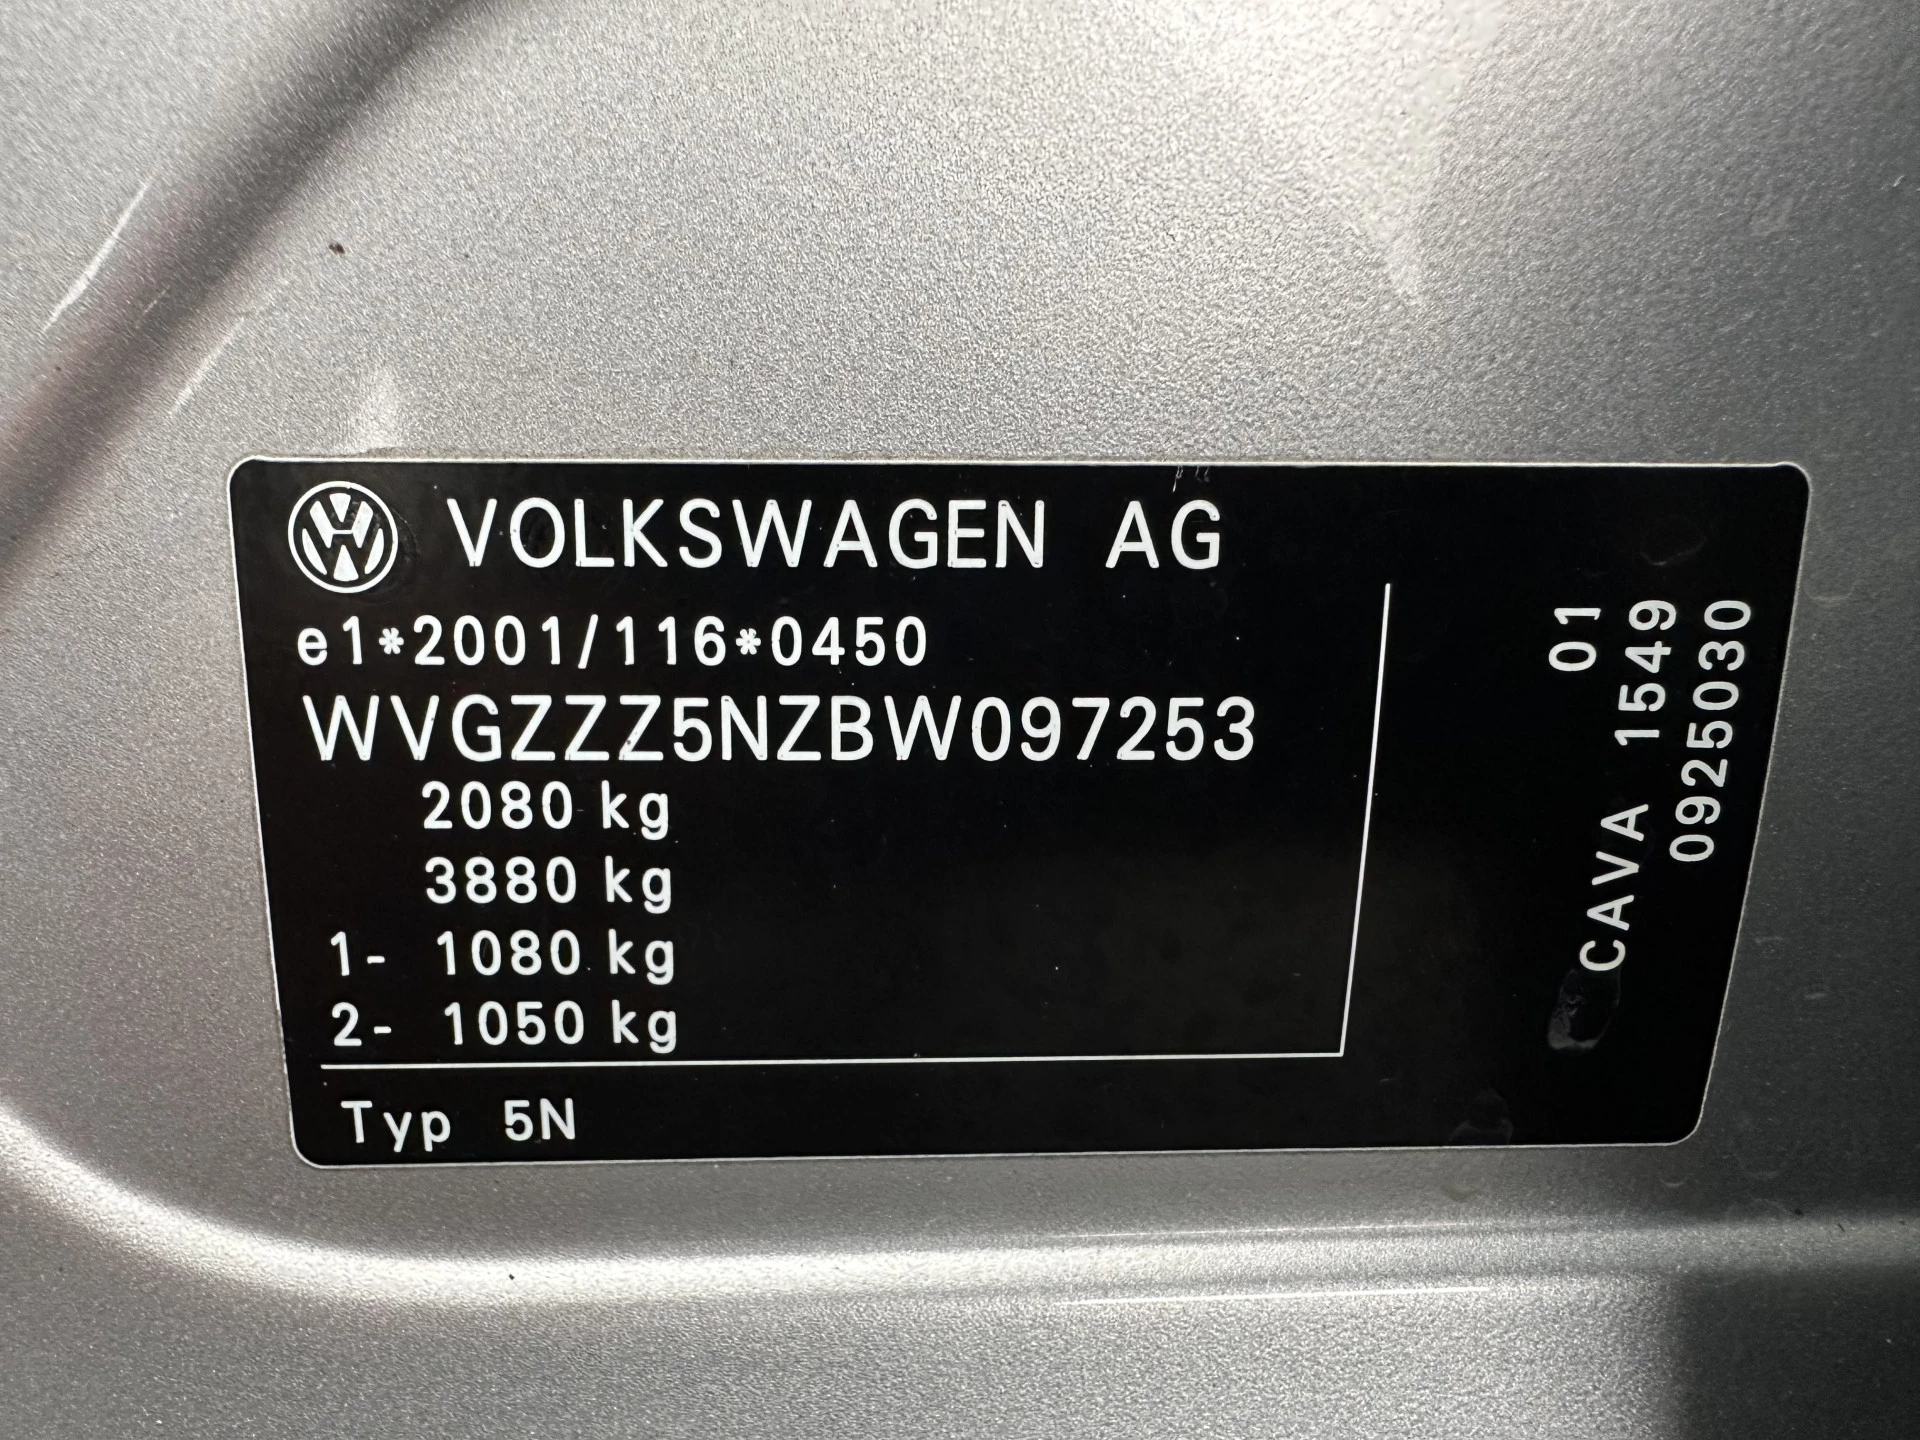 VOLKSWAGEN AG
e1*2001/116*0450
WVGZZZ5NZBW097253
2080 kg
3880 kg
1- 1080 kg
2- 1050 kg
Typ 5N
01
CAVA 1549
0925030